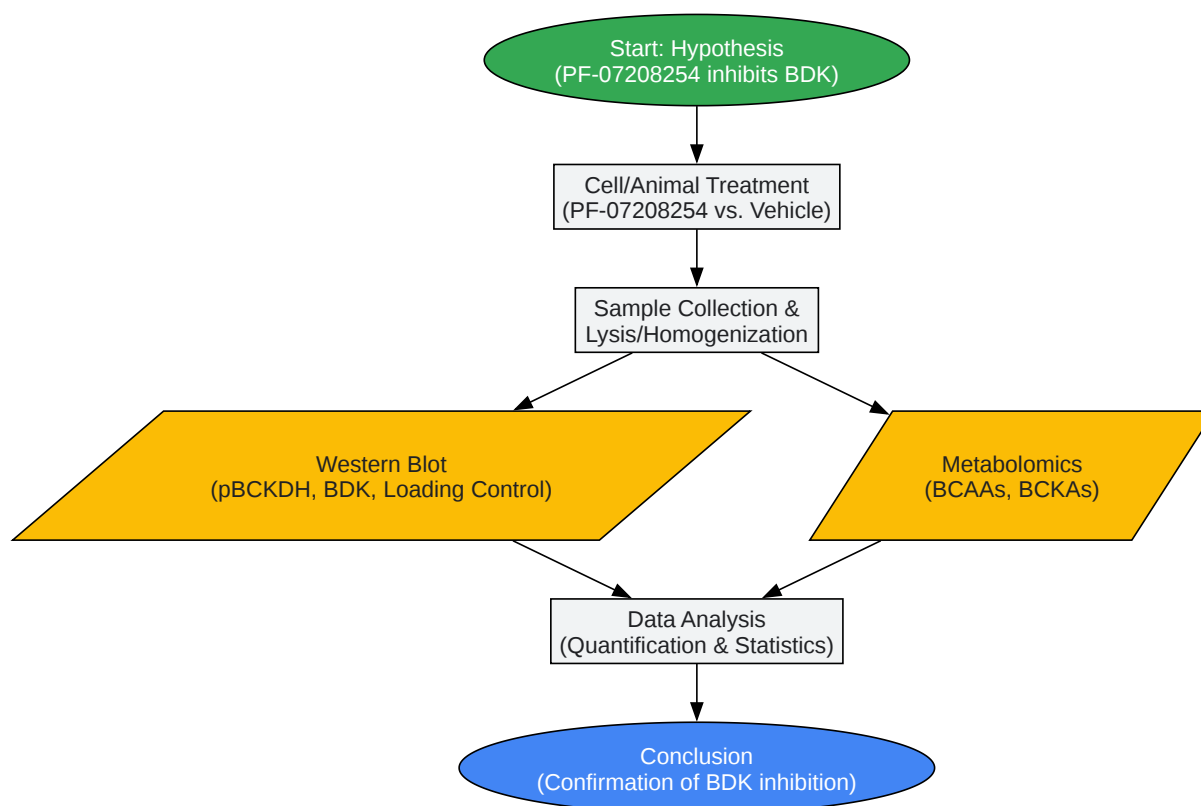 Start: Hypothesis
(PF-07208254 inhibits BDK)
Cell/Animal Treatment
(PF-07208254 vs. Vehicle)
Sample Collection &
Lysis/Homogenization
Western Blot
(pBCKDH, BDK, Loading Control)
Metabolomics
(BCAAs, BCKAs)
Data Analysis
(Quantification & Statistics)
Conclusion
(Confirmation of BDK inhibition)